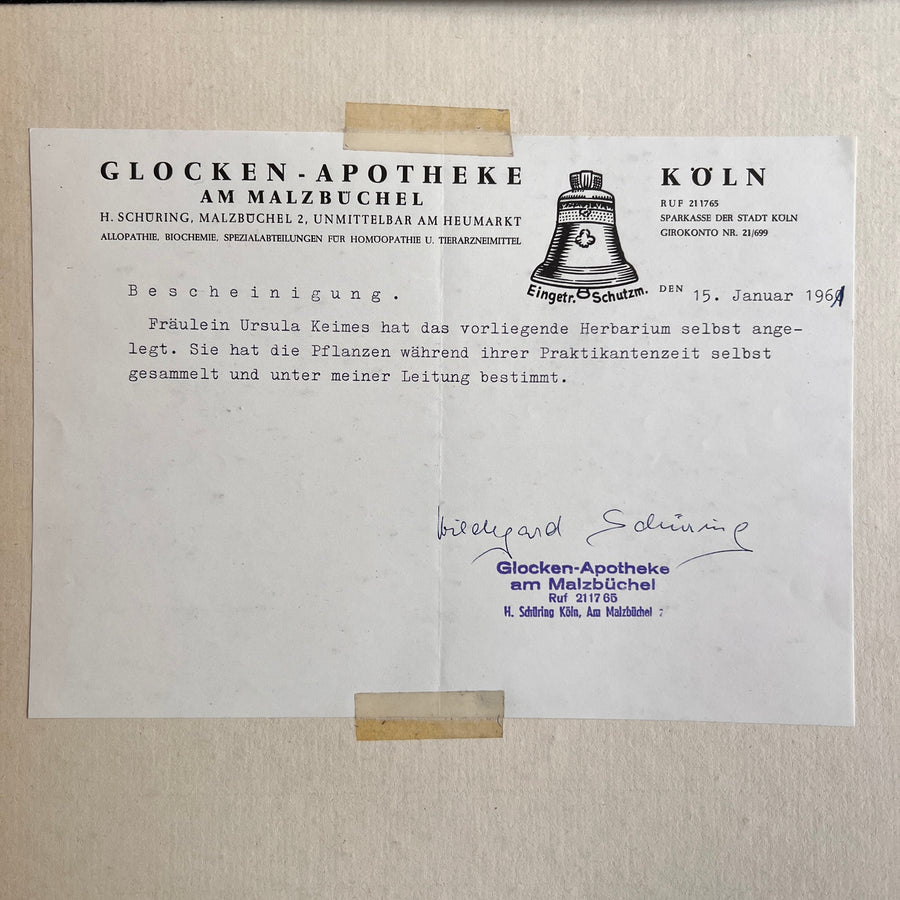 GLOCKEN-APOTHEKE
AM MALZBÜCHEL
H. SCHÜRING, MALZBÜCHEL 2, UNMITTELBAR AM HEUMARKT
ALLOPATHIE, BIOCHEMIE, SPEZIALABTEILUNGEN FÜR HOMÖOPATHIE U. TIERARZNEIMITTEL
Eingetr. Schutzm.
KÖLN
RUF 211765
SPARKASSE DER STADT KÖLN
GIROKONTO NR. 21/699
DEN 15. Januar 1961
Bescheinigung.
Fräulein Ursula Keimes hat das vorliegende Herbarium selbst ange-
legt. Sie hat die Pflanzen während ihrer Praktikantenzeit selbst
gesammelt und unter meiner Leitung bestimmt.
Hildegard Schüring
Glocken-Apotheke
am Malzbüchel
Ruf 211765
H. Schüring Köln, Am Malzbüchel 2